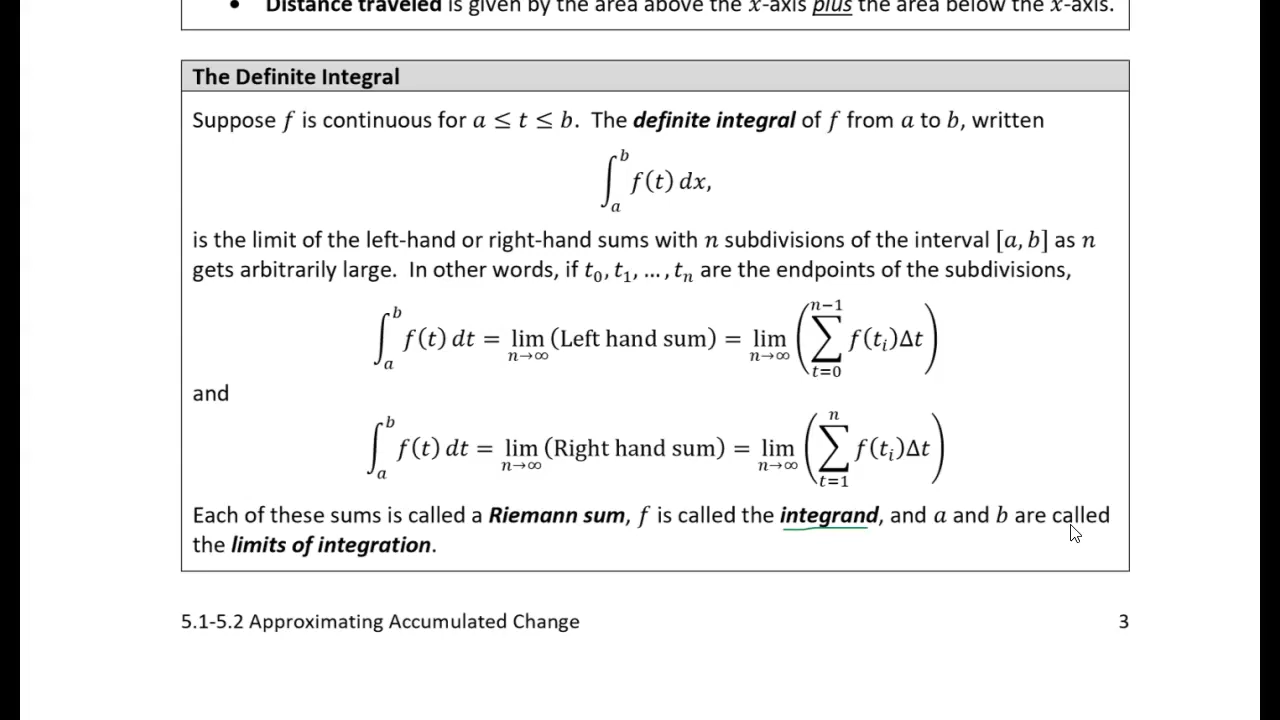 • Distance traveled is given by the area above the x-axis plus the area below the x-axis.
The Definite Integral
Suppose f is continuous for a ≤ t ≤ b. The definite integral of f from a to b, written
∫_a^b f(t) dx,
is the limit of the left-hand or right-hand sums with n subdivisions of the interval [a, b] as n
gets arbitrarily large. In other words, if t₀, t₁, … , tₙ are the endpoints of the subdivisions,
∫_a^b f(t) dt = lim_{n→∞} (Left hand sum) = lim_{n→∞} (∑_{t=0}^{n−1} f(t_i)Δt)
and
∫_a^b f(t) dt = lim_{n→∞} (Right hand sum) = lim_{n→∞} (∑_{t=1}^{n} f(t_i)Δt)
Each of these sums is called a Riemann sum, f is called the integrand, and a and b are called
the limits of integration.
5.1-5.2 Approximating Accumulated Change 3